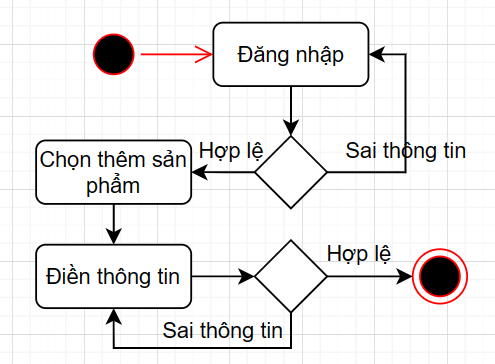 Đăng nhập
Hợp lệ
Sai thông tin
Chọn thêm sản
phẩm
Điền thông tin
Hợp lệ
Sai thông tin